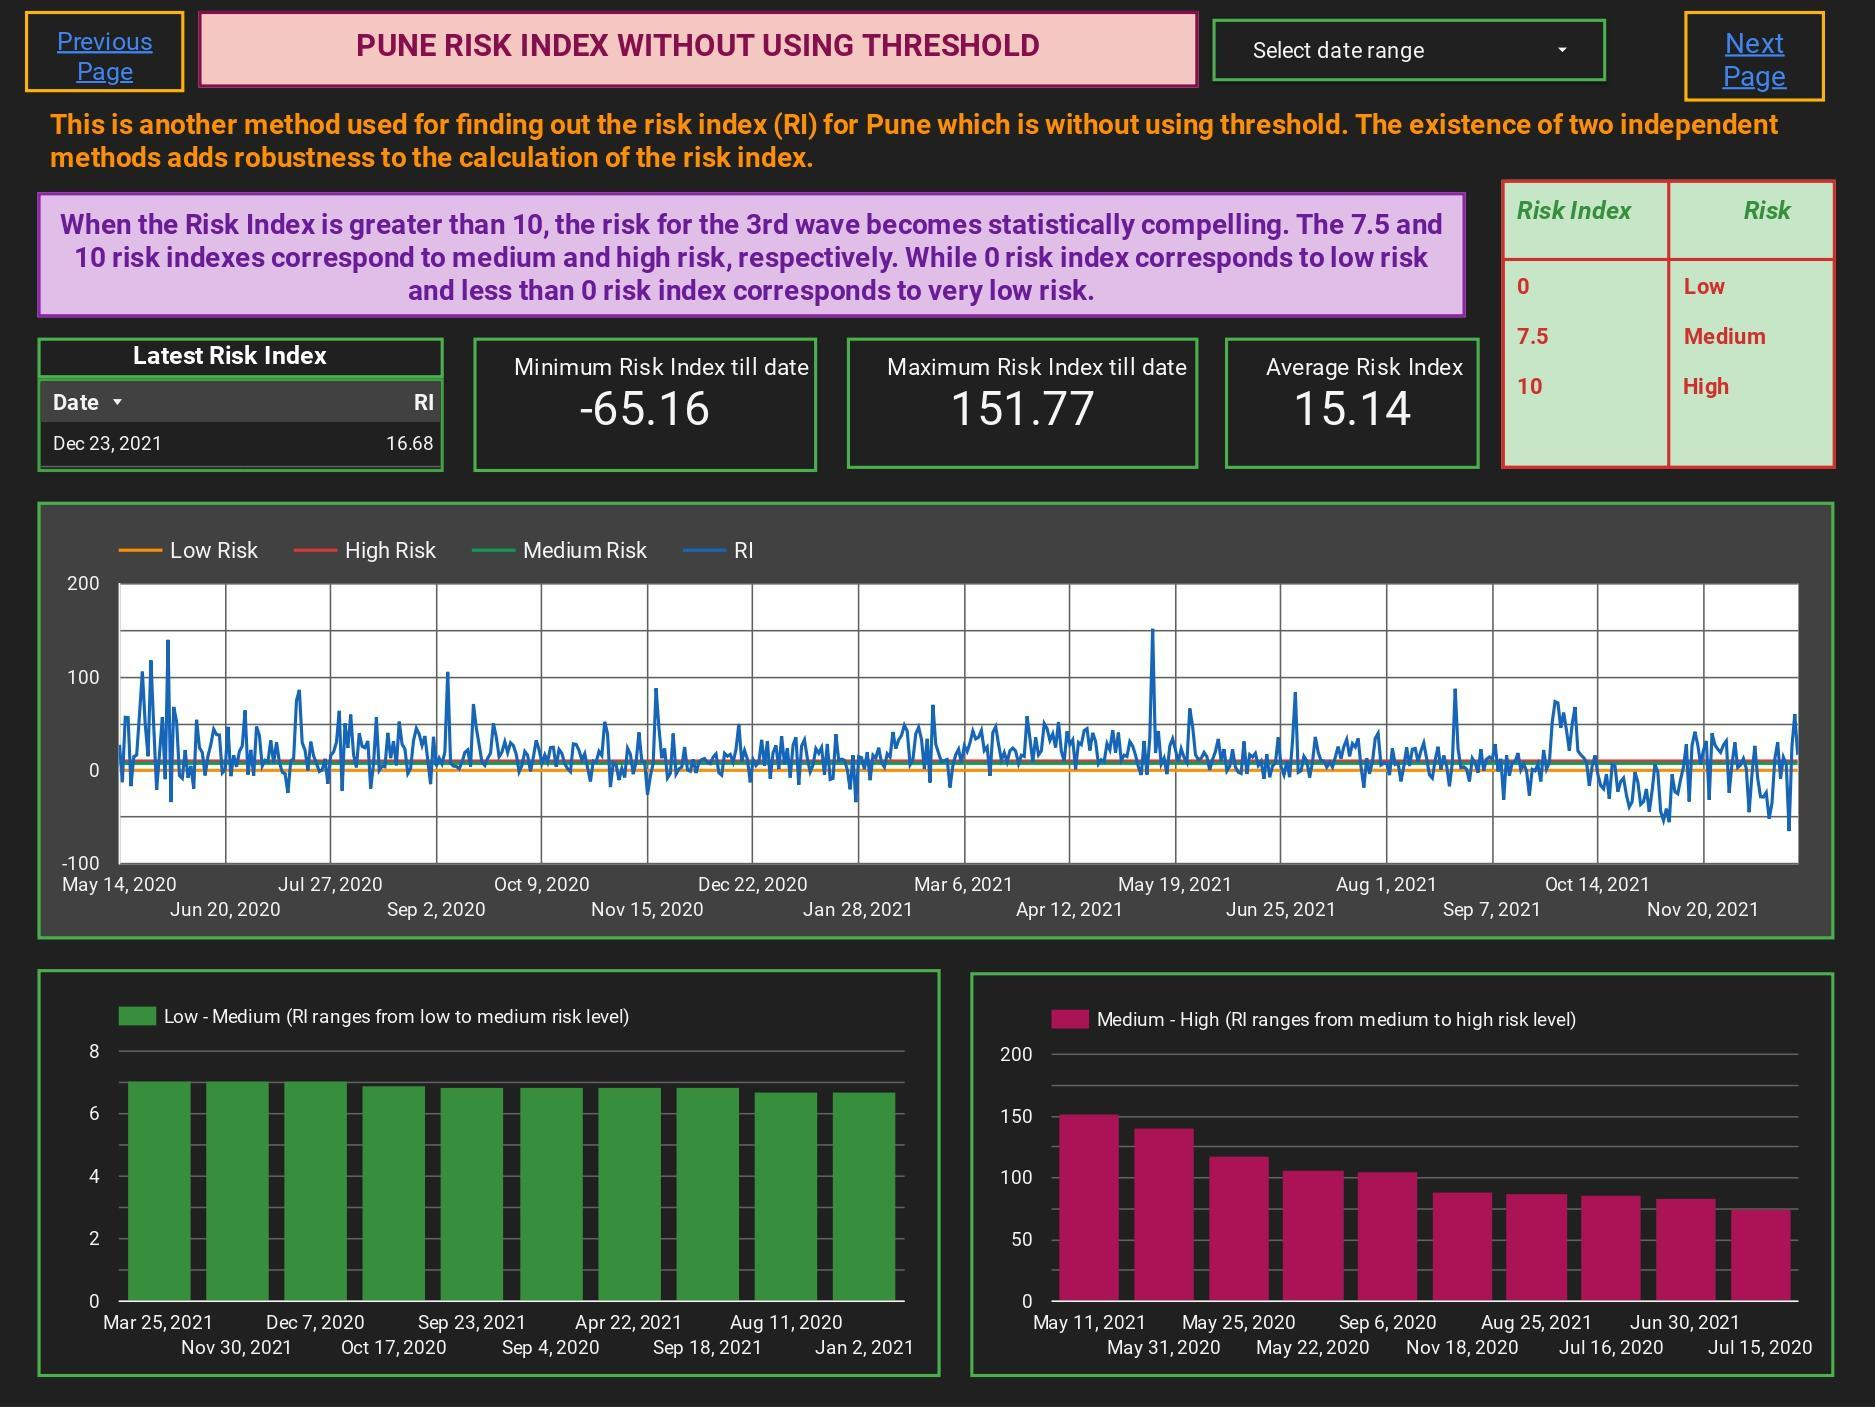 Previous
Page
PUNE RISK INDEX WITHOUT USING THRESHOLD
Select date range
Next
Page
This is another method used for finding out the risk index (RI) for Pune which is without using threshold. The existence of two independent
methods adds robustness to the calculation of the risk index.
When the Risk Index is greater than 10, the risk for the 3rd wave becomes statistically compelling. The 7.5 and
10 risk indexes correspond to medium and high risk, respectively. While 0 risk index corresponds to low risk
and less than 0 risk index corresponds to very low risk.
Risk Index Risk
0 Low
7.5 Medium
10 High
Latest Risk Index
Date RI
Dec 23, 2021 16.68
Minimum Risk Index till date
-65.16
Maximum Risk Index till date
151.77
Average Risk Index
15.14
Low Risk High Risk Medium Risk RI
200
100
0
-100
May 14, 2020 Jul 27, 2020 Oct 9, 2020 Dec 22, 2020 Mar 6, 2021 May 19, 2021 Aug 1, 2021 Oct 14, 2021
Jun 20, 2020 Sep 2, 2020 Nov 15, 2020 Jan 28, 2021 Apr 12, 2021 Jun 25, 2021 Sep 7, 2021 Nov 20, 2021
Low - Medium (RI ranges from low to medium risk level)
8
6
4
2
0
Mar 25, 2021 Dec 7, 2020 Sep 23, 2021 Apr 22, 2021 Aug 11, 2020
Nov 30, 2021 Oct 17, 2020 Sep 4, 2020 Sep 18, 2021 Jan 2, 2021
Medium - High (RI ranges from medium to high risk level)
200
150
100
50
0
May 11, 2021 May 25, 2020 Sep 6, 2020 Aug 25, 2021 Jun 30, 2021
May 31, 2020 May 22, 2020 Nov 18, 2020 Jul 16, 2020 Jul 15, 2020